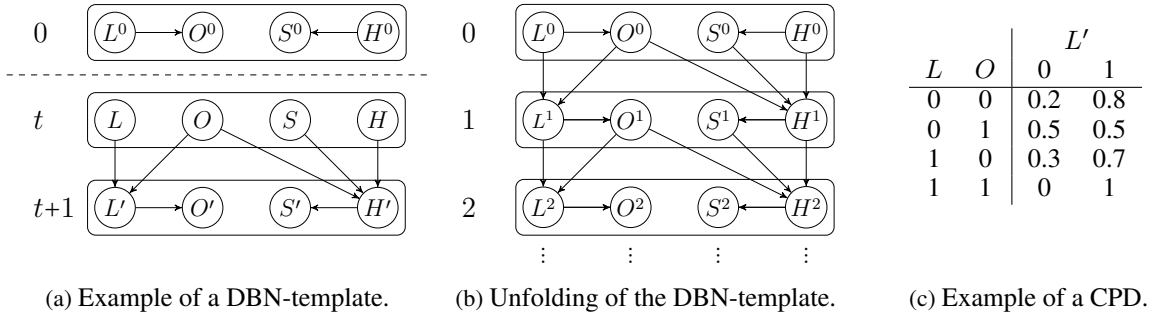 0 L⁰ O⁰ S⁰ H⁰
t L O S H
t+1 L′ O′ S′ H′
(a) Example of a DBN-template.
0 L⁰ O⁰ S⁰ H⁰
1 L¹ O¹ S¹ H¹
2 L² O² S² H²
⋮ ⋮ ⋮ ⋮
(b) Unfolding of the DBN-template.
L′
L O 0 1
0 0 0.2 0.8
0 1 0.5 0.5
1 0 0.3 0.7
1 1 0 1
(c) Example of a CPD.